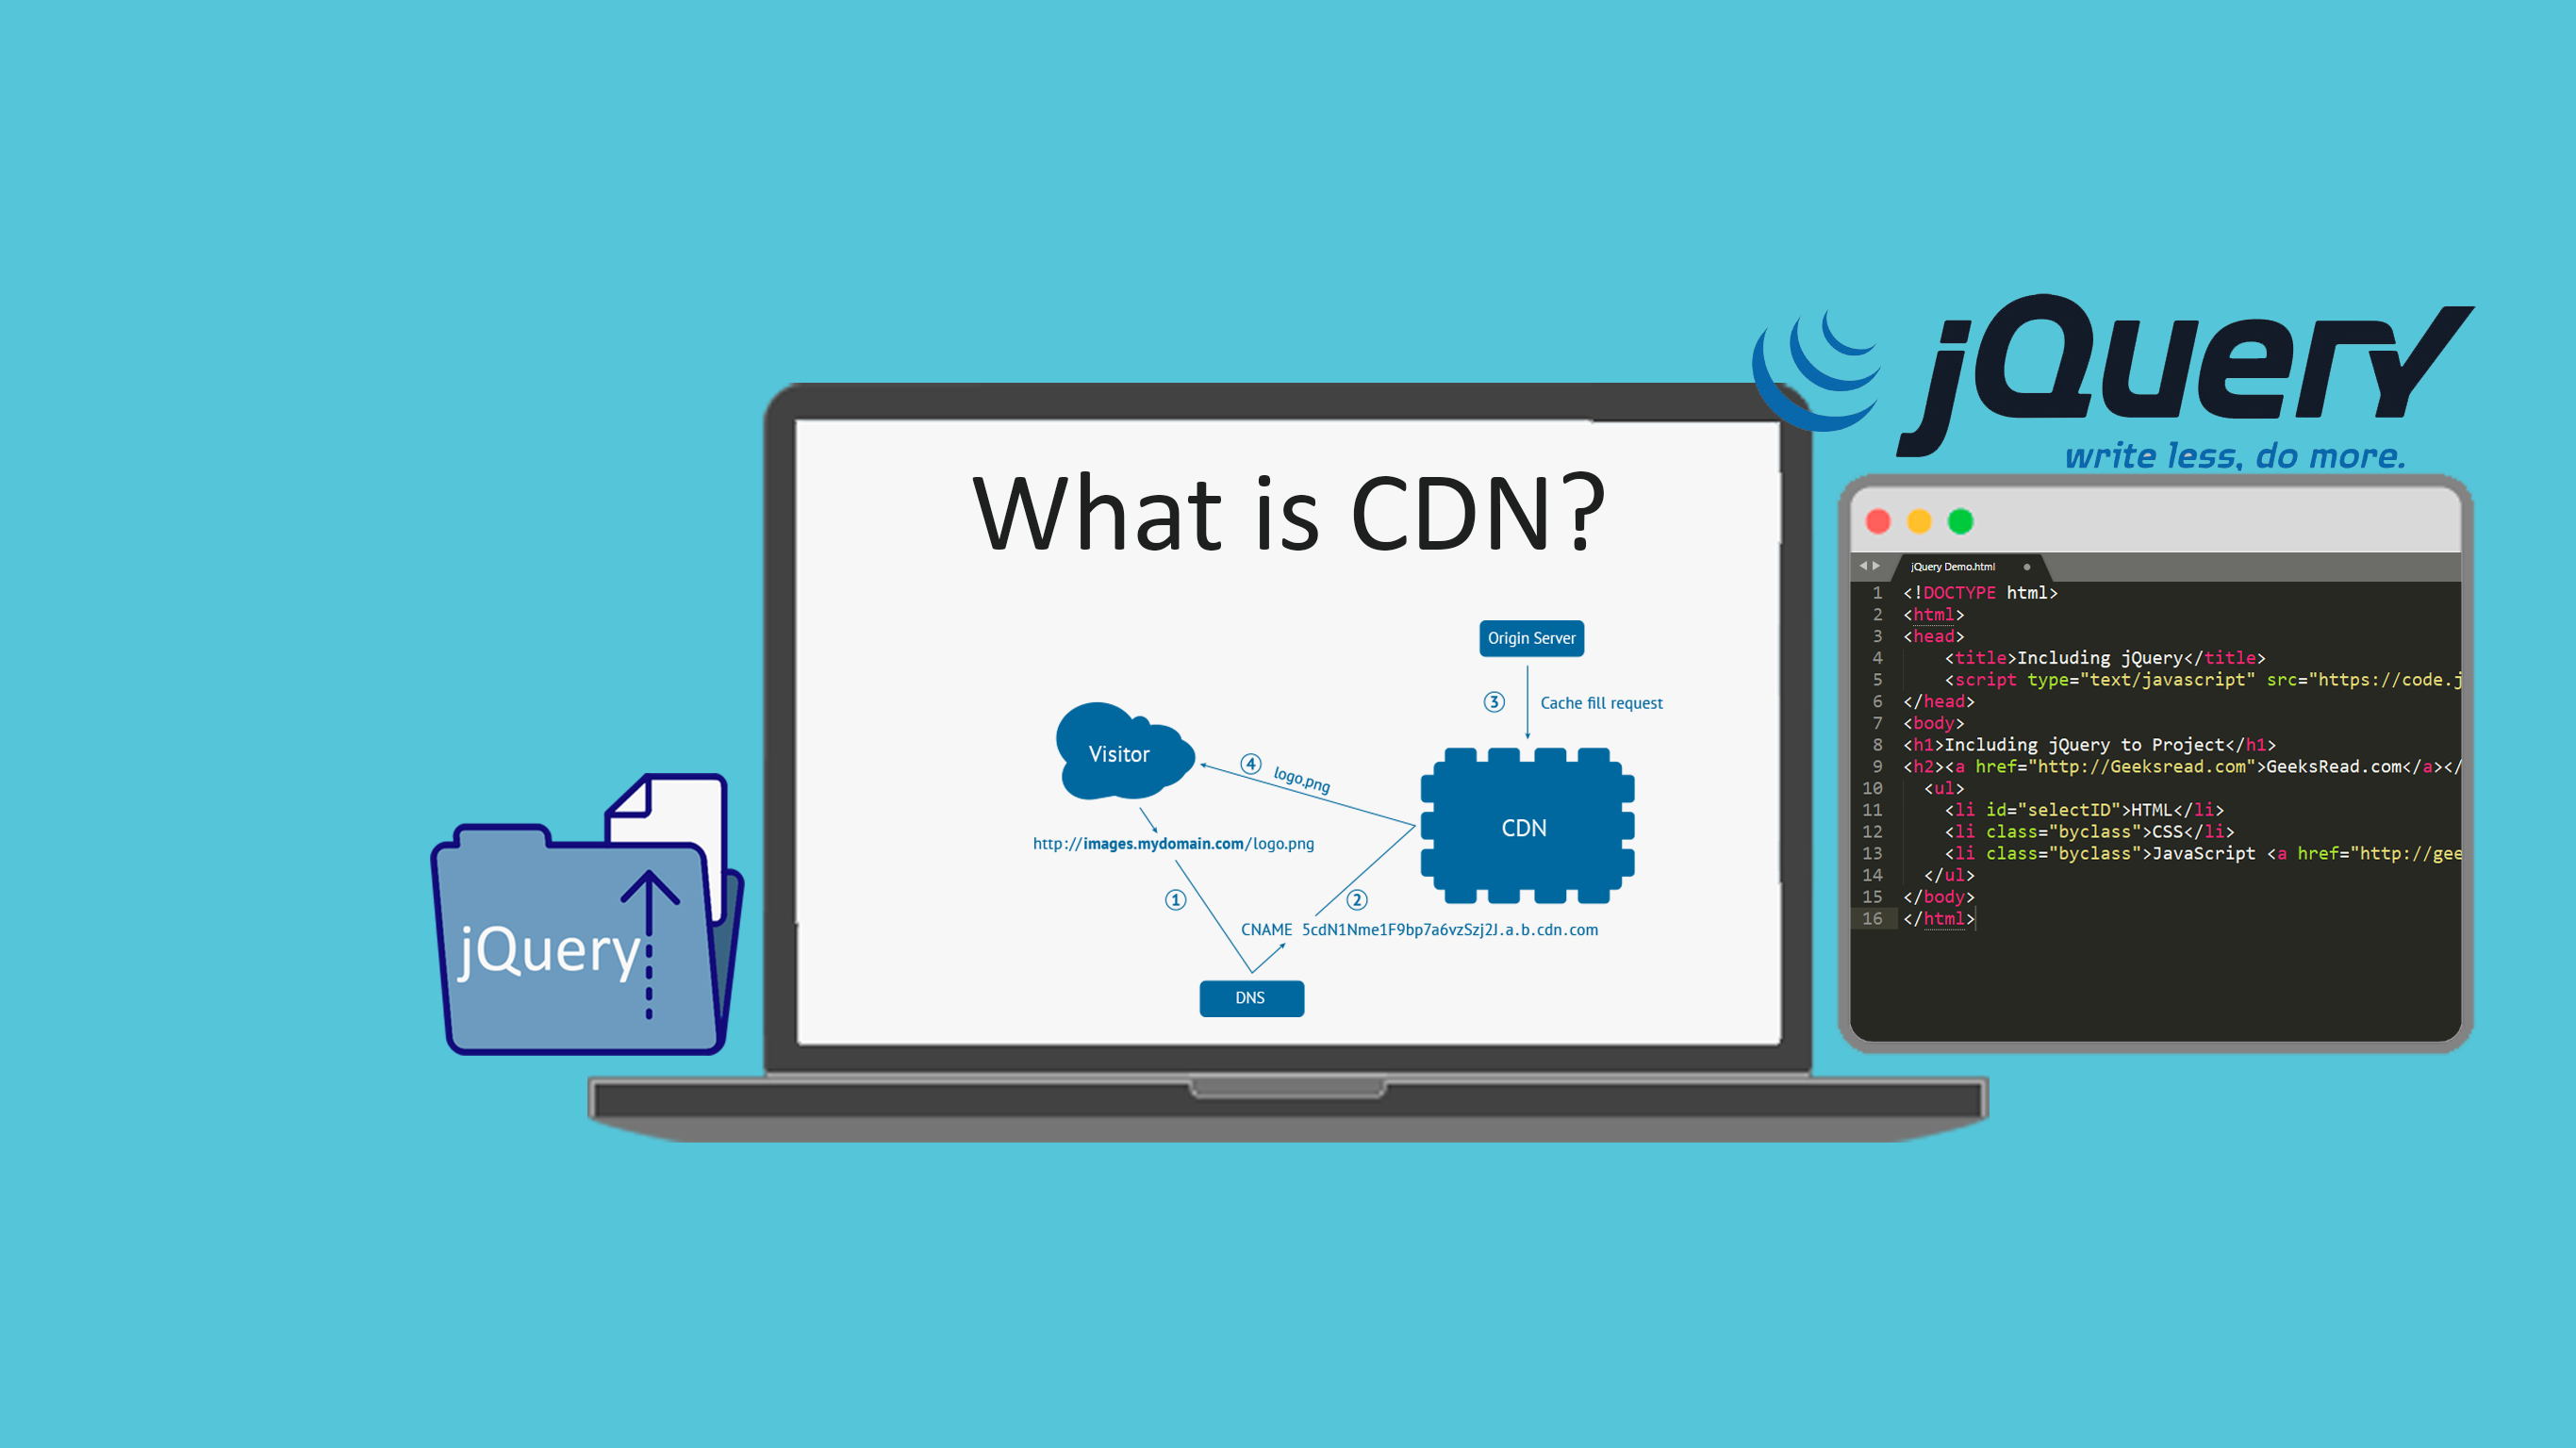 jQuery
write less, do more.
What is CDN?
Origin Server
③ Cache fill request
Visitor
④ logo.png
CDN
http://images.mydomain.com/logo.png
①
②
CNAME 5cdN1Nme1F9bp7a6vzSzj2J.a.b.cdn.com
DNS
jQuery
jQuery Demo.html
1 <!DOCTYPE html>
2 <html>
3 <head>
4 <title>Including jQuery</title>
5 <script type="text/javascript" src="https://code.j
6 </head>
7 <body>
8 <h1>Including jQuery to Project</h1>
9 <h2><a href="http://Geeksread.com">GeeksRead.com</a></
10 <ul>
11 <li id="selectID">HTML</li>
12 <li class="byclass">CSS</li>
13 <li class="byclass">JavaScript <a href="http://gee
14 </ul>
15 </body>
16 </html>